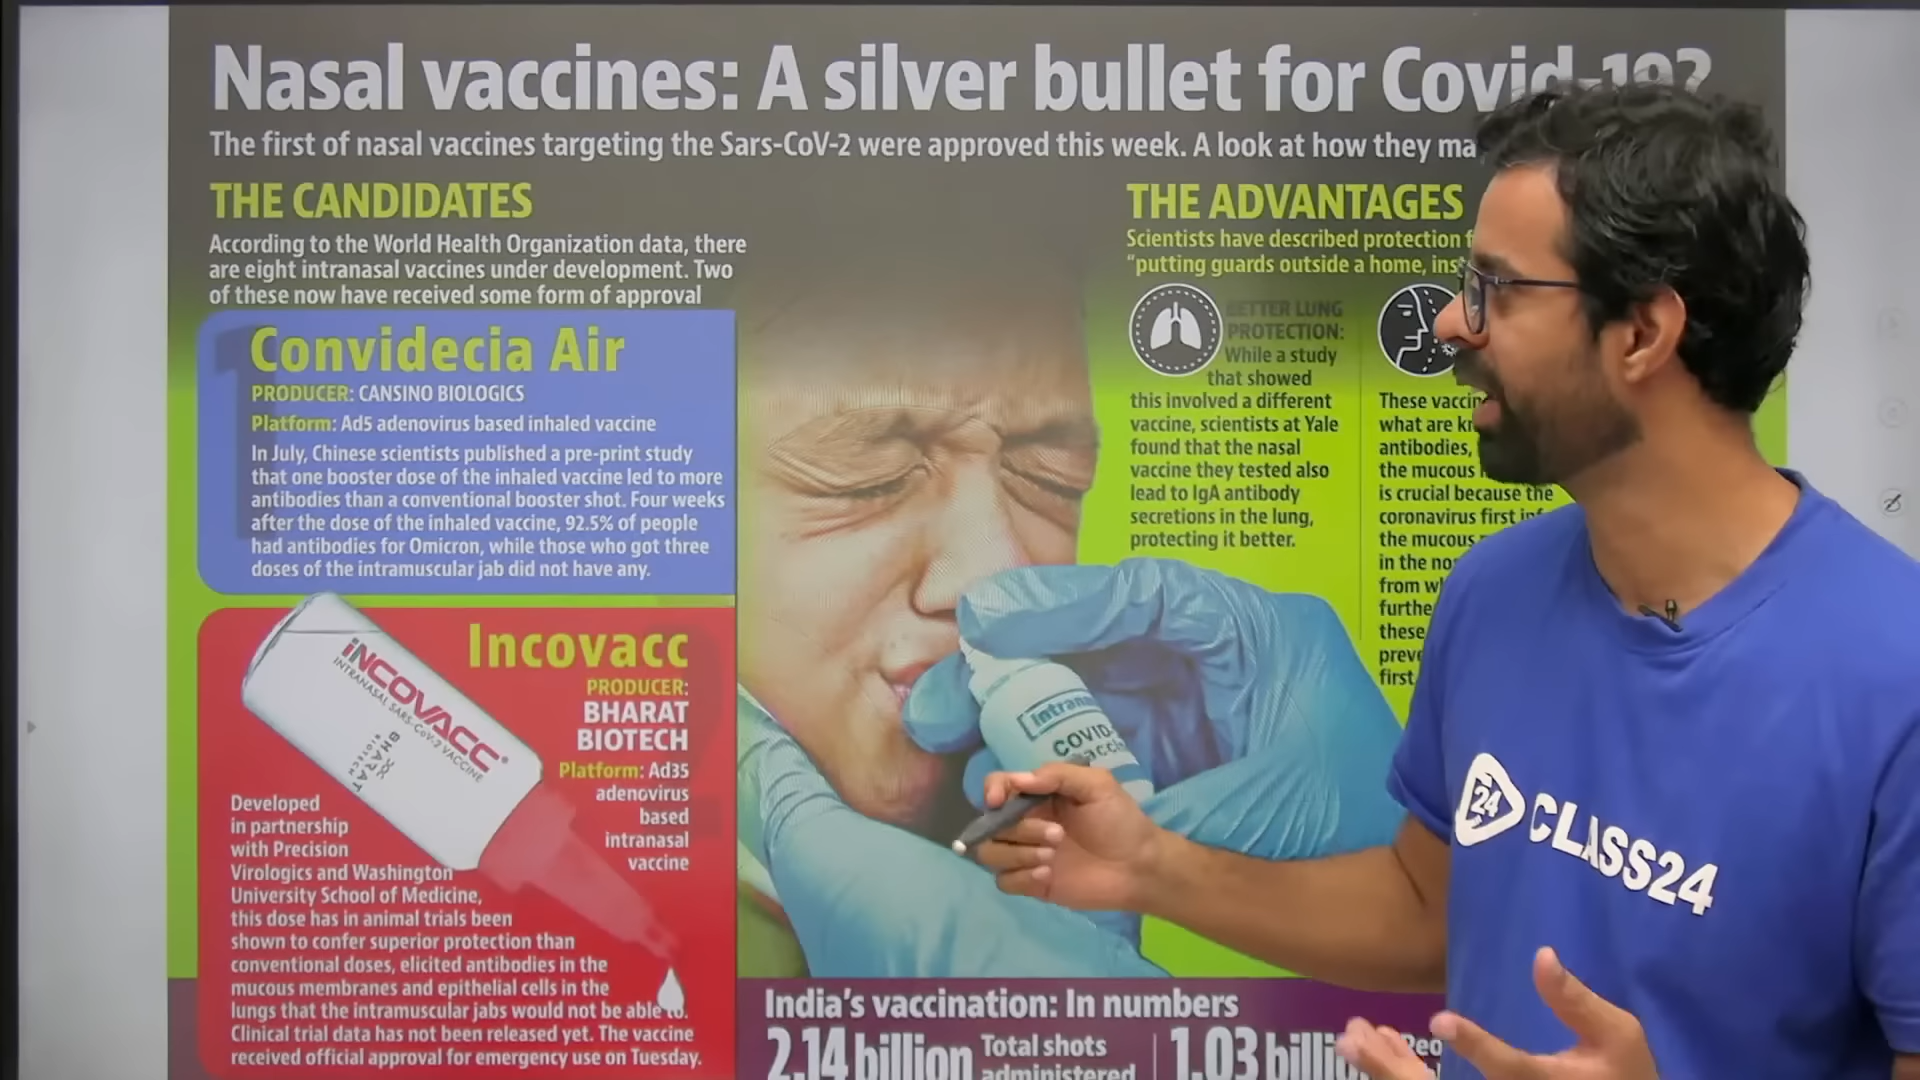 Nasal vaccines: A silver bullet for Covid-19?
The first of nasal vaccines targeting the Sars-CoV-2 were approved this week. A look at how they
THE CANDIDATES
According to the World Health Organization data, there
are eight intranasal vaccines under development. Two
of these now have received some form of approval
1
Convidecia Air
PRODUCER: CANSINO BIOLOGICS
Platform: Ad5 adenovirus based inhaled vaccine
In July, Chinese scientists published a pre-print study
that one booster dose of the inhaled vaccine led to more
antibodies than a conventional booster shot. Four weeks
after the dose of the inhaled vaccine, 92.5% of people
had antibodies for Omicron, while those who got three
doses of the intramuscular jab did not have any.
Incovacc
PRODUCER:
BHARAT
BIOTECH
Platform: Ad35
adenovirus
based
intranasal
vaccine
iNCOVACC
INTRANASAL SARS-CoV-2 VACCINE
BHARAT
BIOTECH
Developed
in partnership
with Precision
Virologics and Washington
University School of Medicine,
this dose has in animal trials been
shown to confer superior protection than
conventional doses, elicited antibodies in the
mucous membranes and epithelial cells in the
lungs that the intramuscular jabs would not be able to.
Clinical trial data has not been released yet. The vaccine
received official approval for emergency use on Tuesday.
COVID-
THE ADVANTAGES
Scientists have described protection
"putting guards outside a home,
BETTER LUNG
PROTECTION:
While a study
that showed
this involved a different
vaccine, scientists at Yale
found that the nasal
vaccine they tested also
lead to IgA antibody
secretions in the lung,
protecting it better.
These
what are
antibodies,
the mucous
is crucial because the
coronavirus first
the mucous
in the
from
these
first
India's vaccination: In numbers
2.14 billion
Total shots
administered
1.03
24
CLASS24